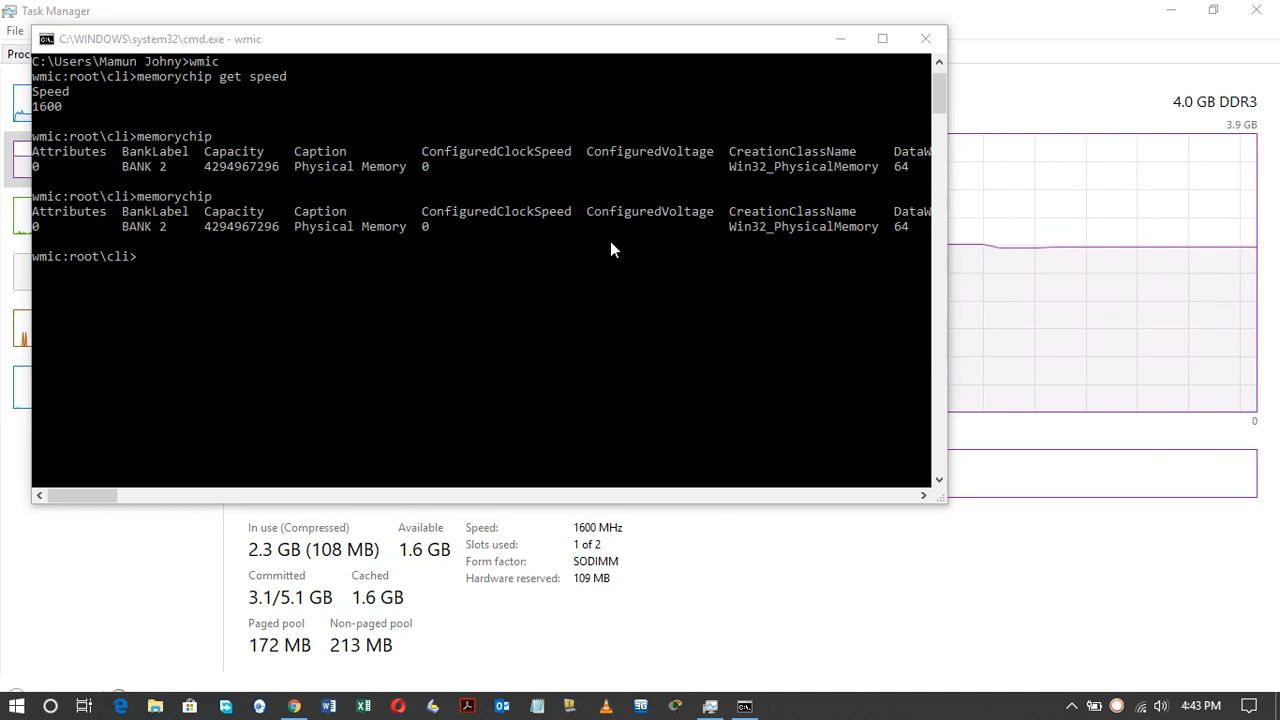 Task Manager
File
C:\WINDOWS\system32\cmd.exe - wmic
Proc
C:\Users\Mamun Johny>wmic
wmic:root\cli>memorychip get speed
Speed
1600
wmic:root\cli>memorychip
Attributes BankLabel Capacity Caption ConfiguredClockSpeed ConfiguredVoltage CreationClassName DataW
0 BANK 2 4294967296 Physical Memory 0 Win32_PhysicalMemory 64
wmic:root\cli>memorychip
Attributes BankLabel Capacity Caption ConfiguredClockSpeed ConfiguredVoltage CreationClassName DataW
0 BANK 2 4294967296 Physical Memory 0 Win32_PhysicalMemory 64
wmic:root\cli>
4.0 GB DDR3
3.9 GB
0
In use (Compressed) Available
2.3 GB (108 MB) 1.6 GB
Committed Cached
3.1/5.1 GB 1.6 GB
Paged pool Non-paged pool
172 MB 213 MB
Speed: 1600 MHz
Slots used: 1 of 2
Form factor: SODIMM
Hardware reserved: 109 MB
4:43 PM